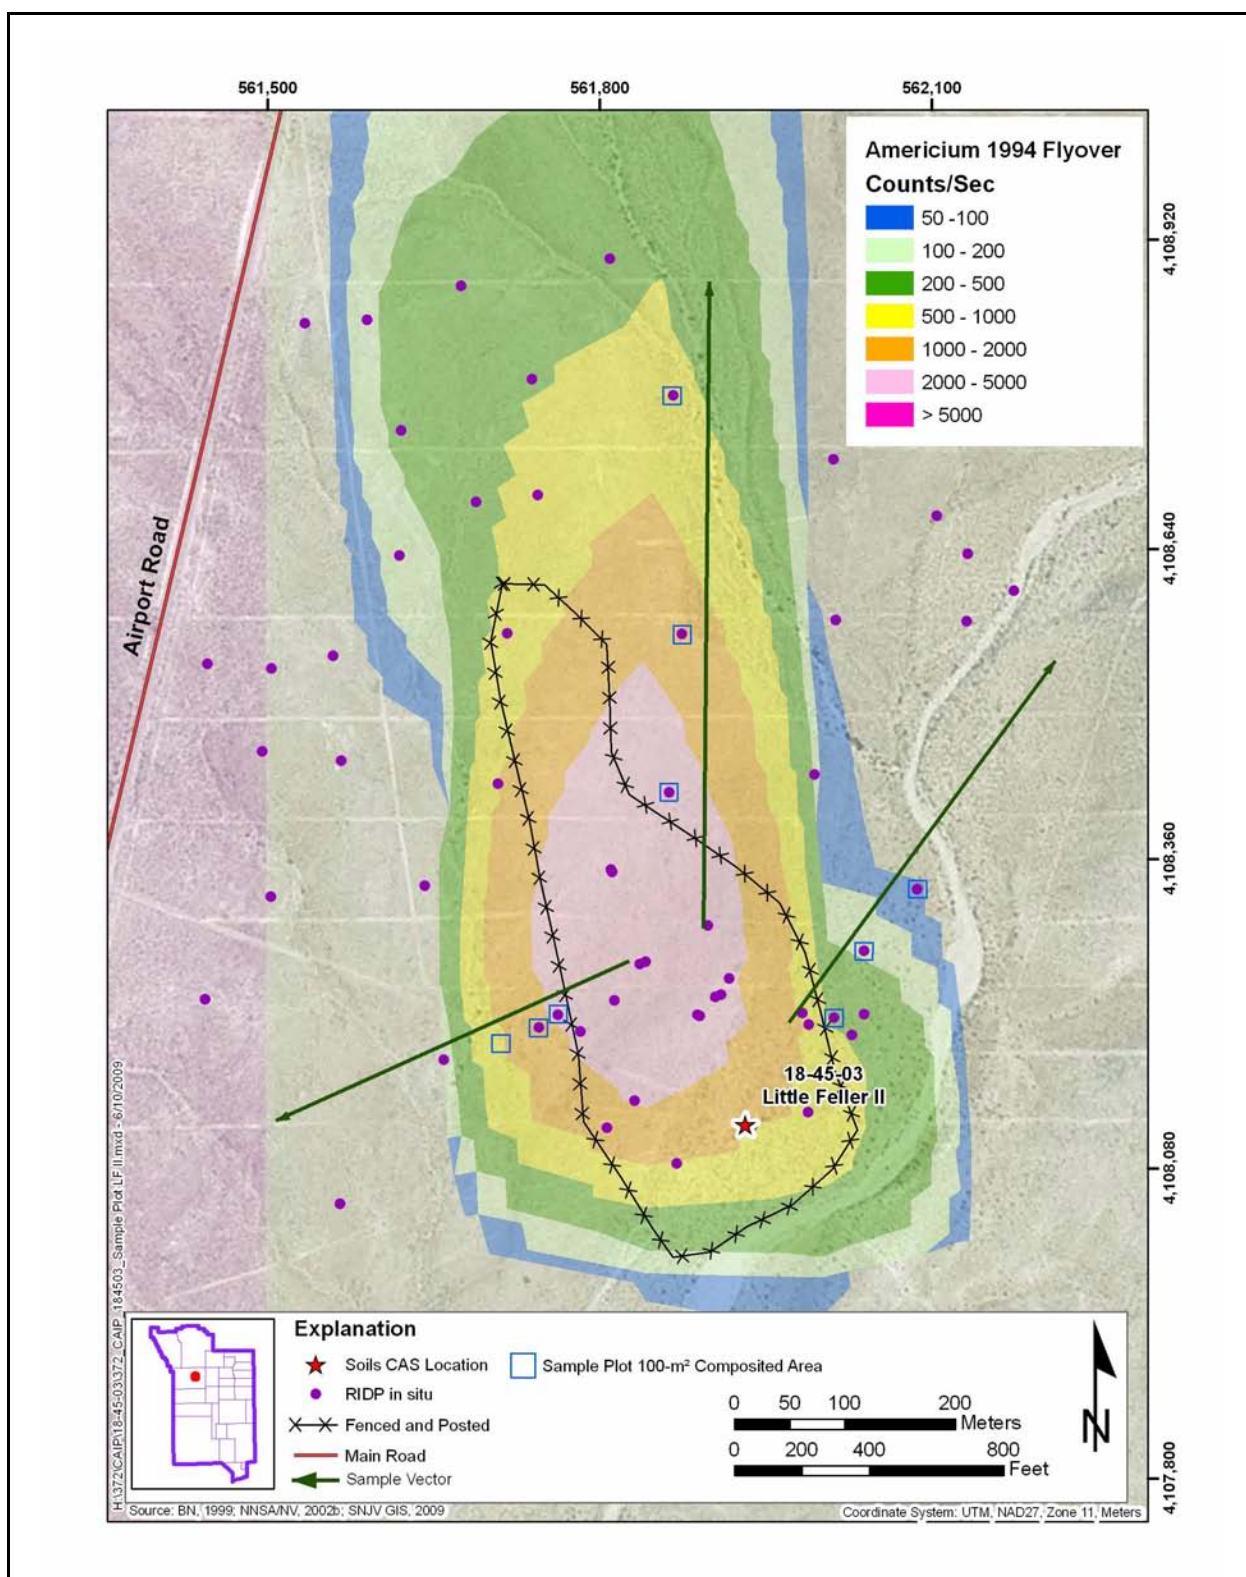 561,500
561,800
562,100
Americium 1994 Flyover
Counts/Sec
50 -100
100 - 200
200 - 500
500 - 1000
1000 - 2000
2000 - 5000
> 5000
4,108,920
4,108,640
4,108,360
4,108,080
4,107,800
Airport Road
18-45-03
Little Feller II
H:\372\CAIP\18-45-03\372_CAIP_184503_Sample Plot LF II.mxd - 6/10/2009
Explanation
Soils CAS Location
Sample Plot 100-m² Composited Area
RIDP in situ
Fenced and Posted
Main Road
Sample Vector
0 50 100 200
Meters
0 200 400 800
Feet
N
Source: BN, 1999; NNSA/NV, 2002b; SNJV GIS, 2009
Coordinate System: UTM, NAD27, Zone 11, Meters